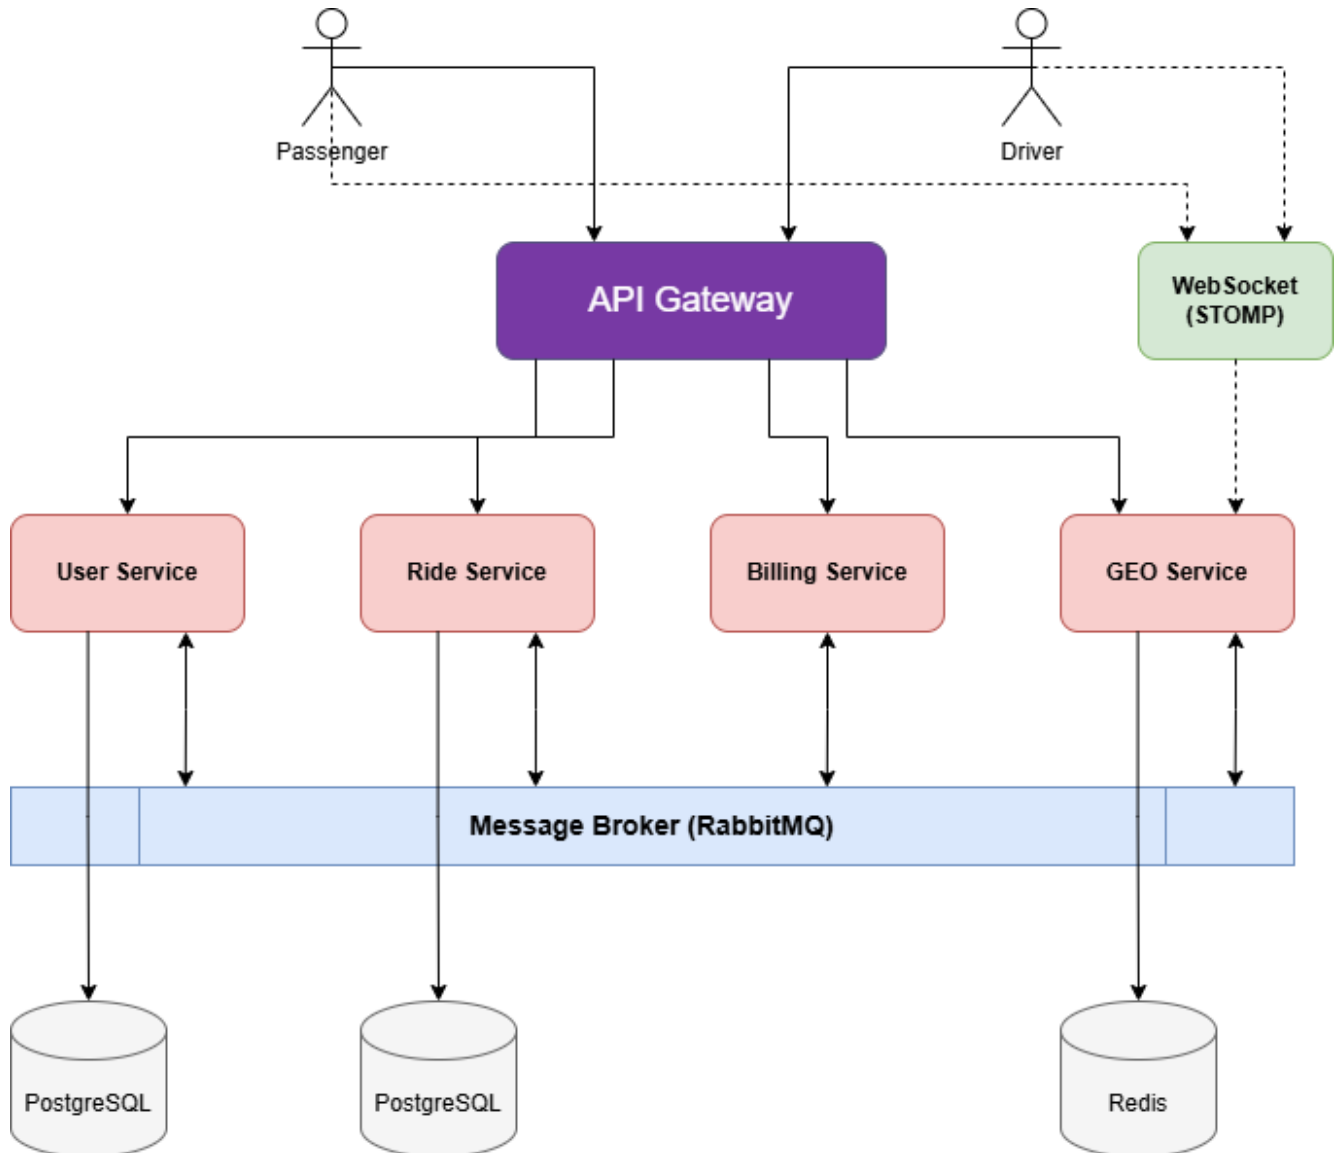 Passenger
Driver
API Gateway
WebSocket
(STOMP)
User Service
Ride Service
Billing Service
GEO Service
Message Broker (RabbitMQ)
PostgreSQL
PostgreSQL
Redis